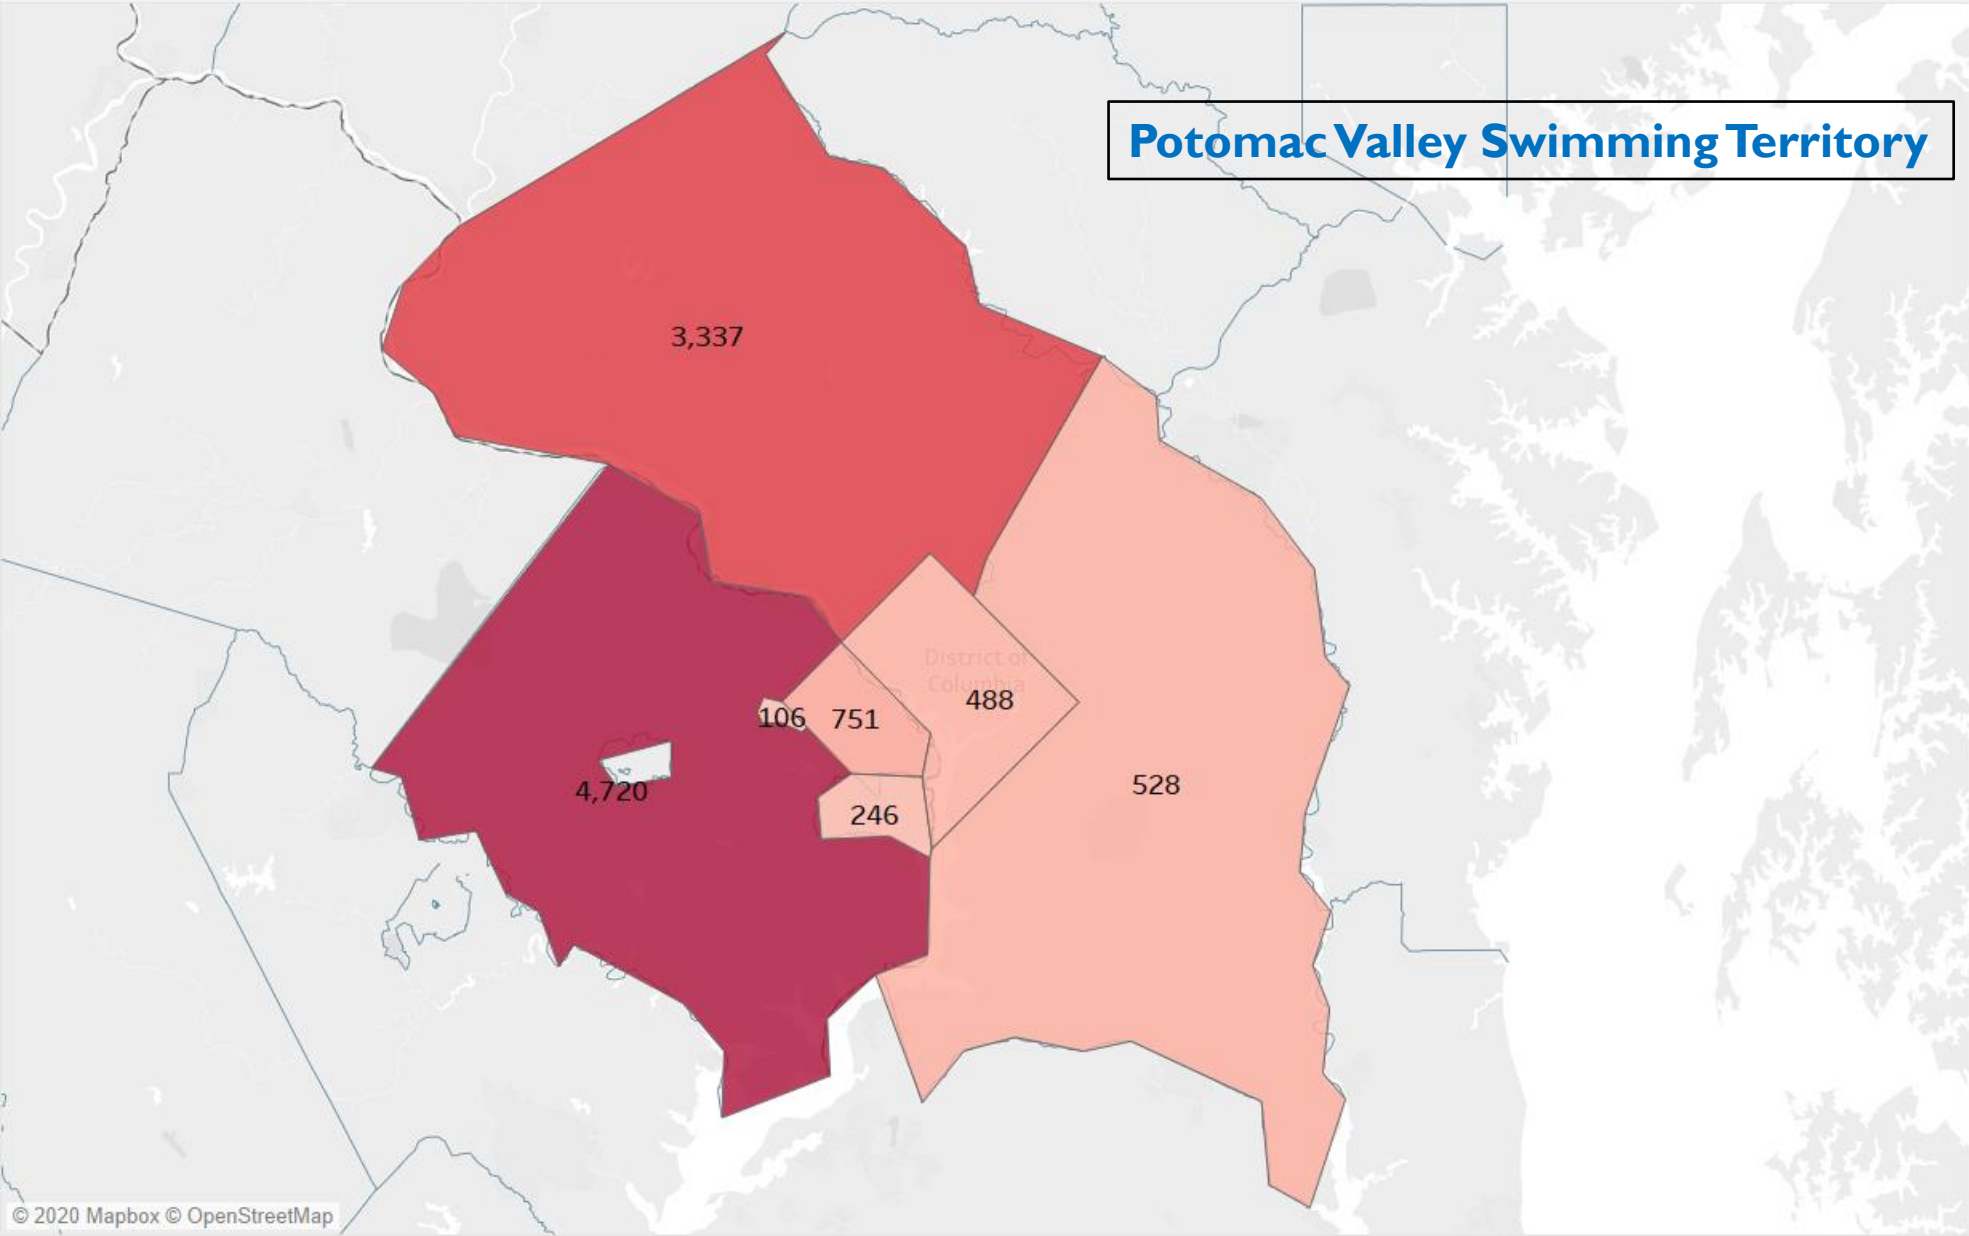 Potomac Valley Swimming Territory
3,337
District of
Columbia
488
106
751
528
4,720
246
© 2020 Mapbox © OpenStreetMap